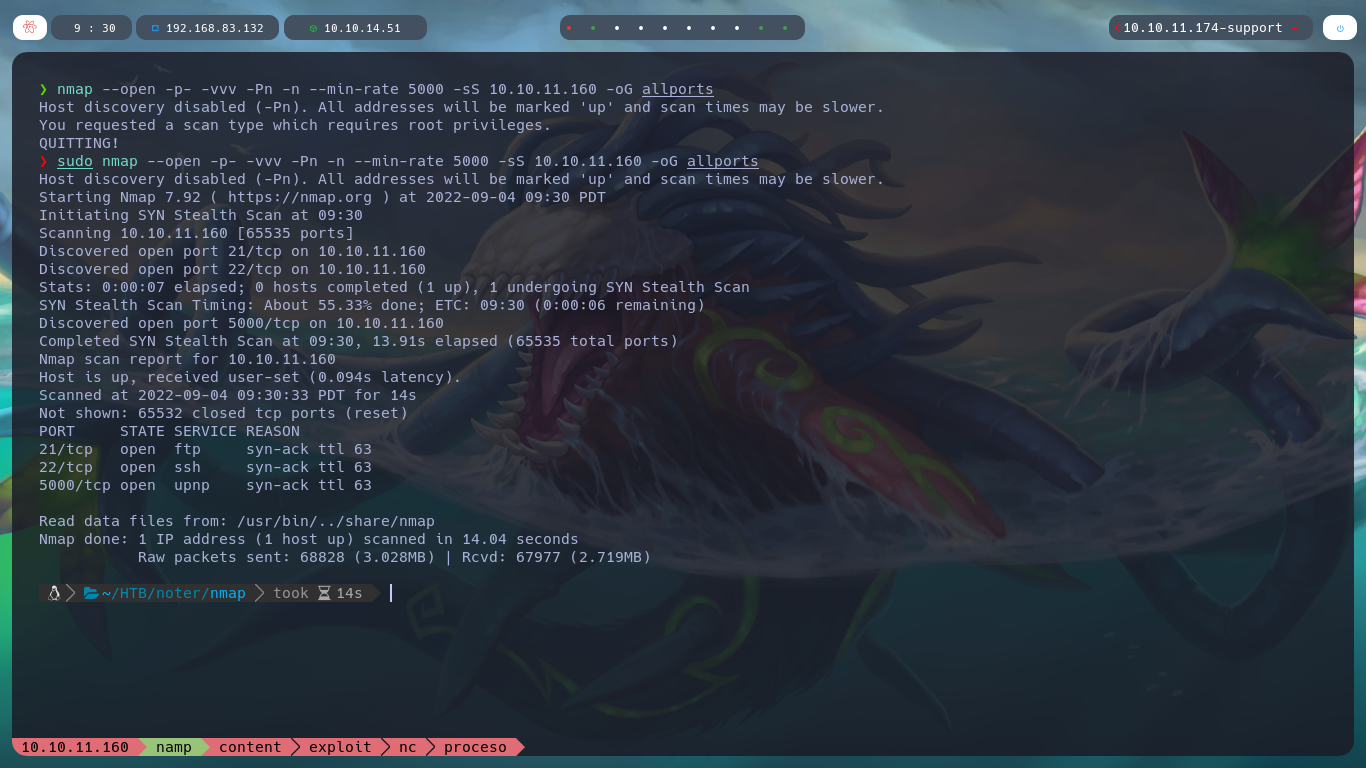 9 : 30 192.168.83.132 10.10.14.51 10.10.11.174-support
❯ nmap --open -p- -vvv -Pn -n --min-rate 5000 -sS 10.10.11.160 -oG allports
Host discovery disabled (-Pn). All addresses will be marked 'up' and scan times may be slower.
You requested a scan type which requires root privileges.
QUITTING!
❯ sudo nmap --open -p- -vvv -Pn -n --min-rate 5000 -sS 10.10.11.160 -oG allports
Host discovery disabled (-Pn). All addresses will be marked 'up' and scan times may be slower.
Starting Nmap 7.92 ( https://nmap.org ) at 2022-09-04 09:30 PDT
Initiating SYN Stealth Scan at 09:30
Scanning 10.10.11.160 [65535 ports]
Discovered open port 21/tcp on 10.10.11.160
Discovered open port 22/tcp on 10.10.11.160
Stats: 0:00:07 elapsed; 0 hosts completed (1 up), 1 undergoing SYN Stealth Scan
SYN Stealth Scan Timing: About 55.33% done; ETC: 09:30 (0:00:06 remaining)
Discovered open port 5000/tcp on 10.10.11.160
Completed SYN Stealth Scan at 09:30, 13.91s elapsed (65535 total ports)
Nmap scan report for 10.10.11.160
Host is up, received user-set (0.094s latency).
Scanned at 2022-09-04 09:30:33 PDT for 14s
Not shown: 65532 closed tcp ports (reset)
PORT     STATE SERVICE REASON
21/tcp   open  ftp     syn-ack ttl 63
22/tcp   open  ssh     syn-ack ttl 63
5000/tcp open  upnp    syn-ack ttl 63
Read data files from: /usr/bin/../share/nmap
Nmap done: 1 IP address (1 host up) scanned in 14.04 seconds
Raw packets sent: 68828 (3.028MB) | Rcvd: 67977 (2.719MB)
~/HTB/noter/nmap took 14s
10.10.11.160 namp content exploit nc proceso